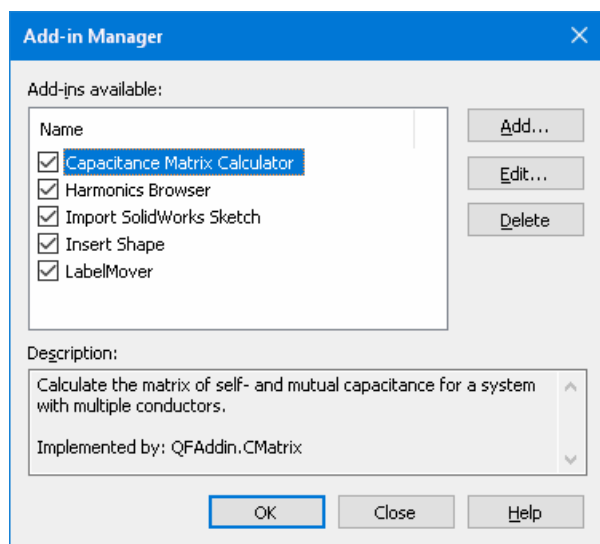 Add-in Manager
Add-ins available:
Name
Capacitance Matrix Calculator
Harmonics Browser
Import SolidWorks Sketch
Insert Shape
LabelMover
Add...
Edit...
Delete
Description:
Calculate the matrix of self- and mutual capacitance for a system
with multiple conductors.
Implemented by: QFAddin.CMatrix
OK
Close
Help